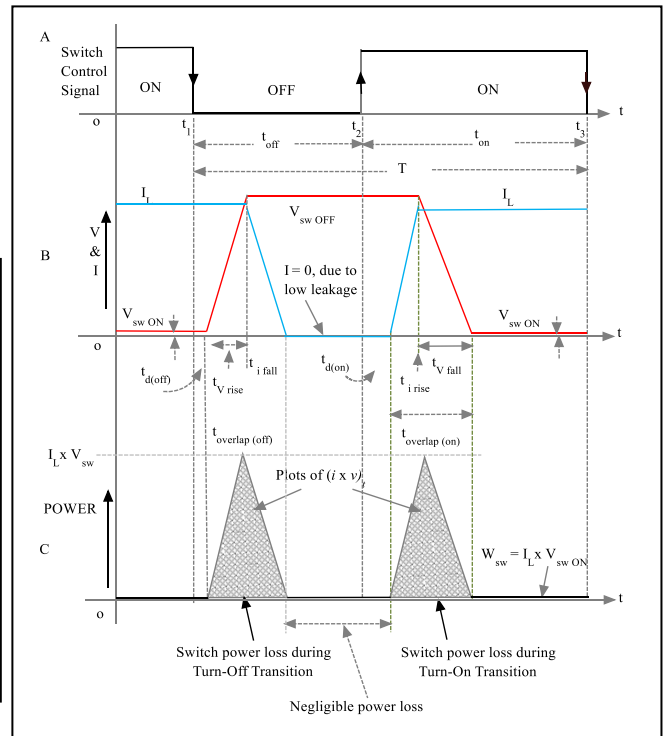 A
Switch
Control
Signal
ON
OFF
ON
o
t
t1
t2
t3
toff
ton
T
IL
IL
Vsw OFF
V
&
I
B
I = 0, due to
low leakage
Vsw ON
Vsw ON
o
t
td(off)
tV rise
ti fall
td(on)
ti rise
tV fall
toverlap (off)
toverlap (on)
IL x Vsw
Plots of (i x v)t
POWER
C
Wsw = IL x Vsw ON
o
t
Switch power loss during
Turn-Off Transition
Switch power loss during
Turn-On Transition
Negligible power loss